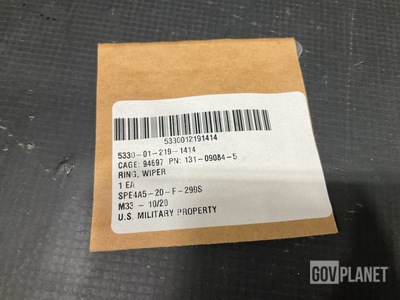 5330012191414
5330-01-219-1414
CAGE: 94697 PN: 131-09084-5
RING, WIPER
1 EA
SPE4A5-20-F-299S
M33 - 10/20
U.S. MILITARY PROPERTY
GOVPLANET